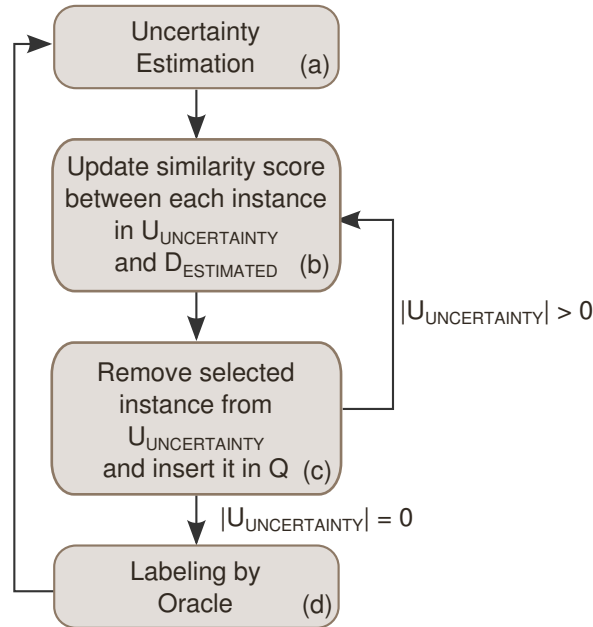 Uncertainty
Estimation (a)
Update similarity score
between each instance
in U_UNCERTAINTY
and D_ESTIMATED (b)
|U_UNCERTAINTY| > 0
Remove selected
instance from
U_UNCERTAINTY
and insert it in Q (c)
|U_UNCERTAINTY| = 0
Labeling by
Oracle (d)